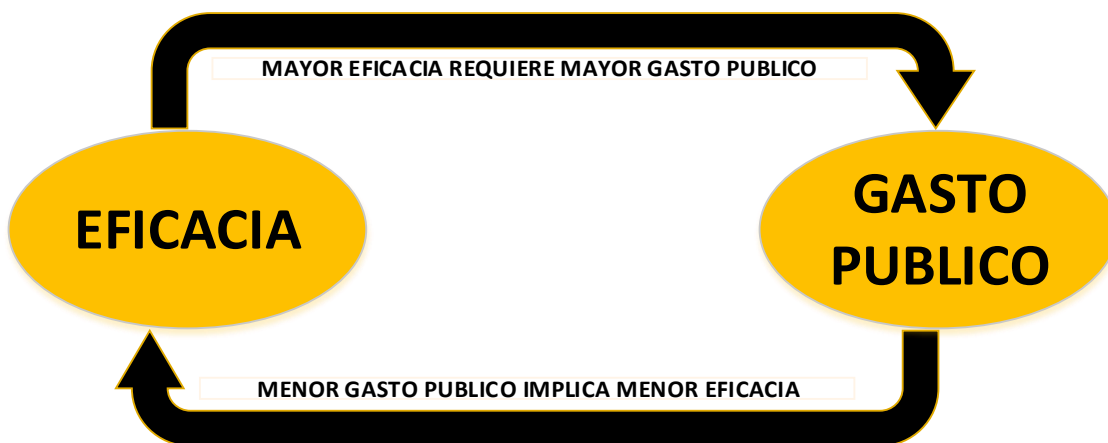 MAYOR EFICACIA REQUIERE MAYOR GASTO PUBLICO
EFICACIA
GASTO
PUBLICO
MENOR GASTO PUBLICO IMPLICA MENOR EFICACIA